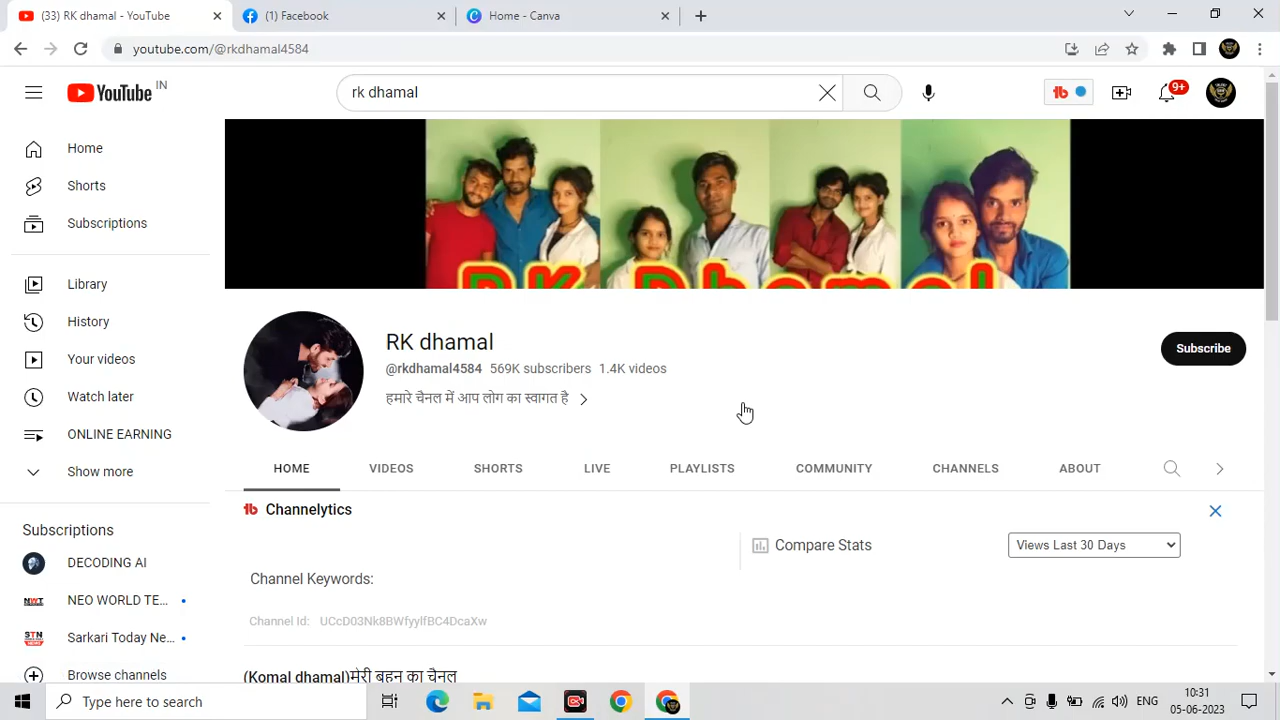 (33) RK dhamal - YouTube
(1) Facebook
Home - Canva
youtube.com/@rkdhamal4584
YouTube IN
rk dhamal
9+
Home
Shorts
Subscriptions
Library
History
Your videos
Watch later
ONLINE EARNING
Show more
Subscriptions
DECODING AI
NEO WORLD TE...
Sarkari Today Ne...
Browse channels
RK Dhamal
RK dhamal
@rkdhamal4584 569K subscribers 1.4K videos
हमारे चैनल में आप लोग का स्वागत है
Subscribe
HOME VIDEOS SHORTS LIVE PLAYLISTS COMMUNITY CHANNELS ABOUT
Channelytics
Compare Stats
Views Last 30 Days
Channel Keywords:
Channel Id: UCcD03Nk8BWfyylfBC4DcaXw
(Komal dhamal)मेरी बहन का चैनल
Type here to search
ENG
10:31
05-06-2023